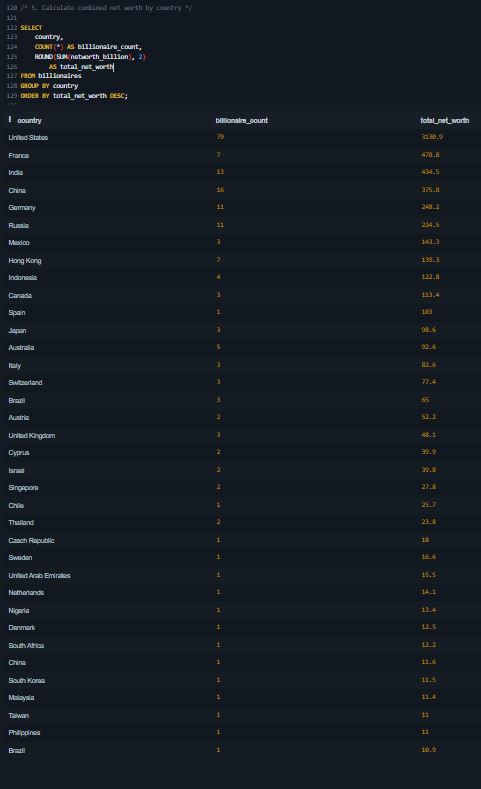 120 /* 5. Calculate combined net worth by country */
121
122 SELECT
123 country,
124 COUNT(*) AS billionaire_count,
125 ROUND(SUM(networth_billion), 2)
126 AS total_net_worth
127 FROM billionaires
128 GROUP BY country
129 ORDER BY total_net_worth DESC;
country billionaire_count total_net_worth
United States 79 3130.9
France 7 478.8
India 13 434.5
China 16 375.8
Germany 11 248.2
Russia 11 224.5
Mexico 3 143.3
Hong Kong 7 139.3
Indonesia 4 122.8
Canada 3 113.4
Spain 1 103
Japan 3 98.6
Australia 5 92.6
Italy 3 82.6
Switzerland 3 77.4
Brazil 3 65
Austria 2 52.2
United Kingdom 3 48.1
Cyprus 2 39.9
Israel 2 39.8
Singapore 2 27.8
Chile 1 25.7
Thailand 2 23.8
Czech Republic 1 18
Sweden 1 16.6
United Arab Emirates 1 15.5
Netherlands 1 14.1
Nigeria 1 13.4
Denmark 1 12.5
South Africa 1 12.2
China 1 11.6
South Korea 1 11.5
Malaysia 1 11.4
Taiwan 1 11
Philippines 1 11
Brazil 1 10.9